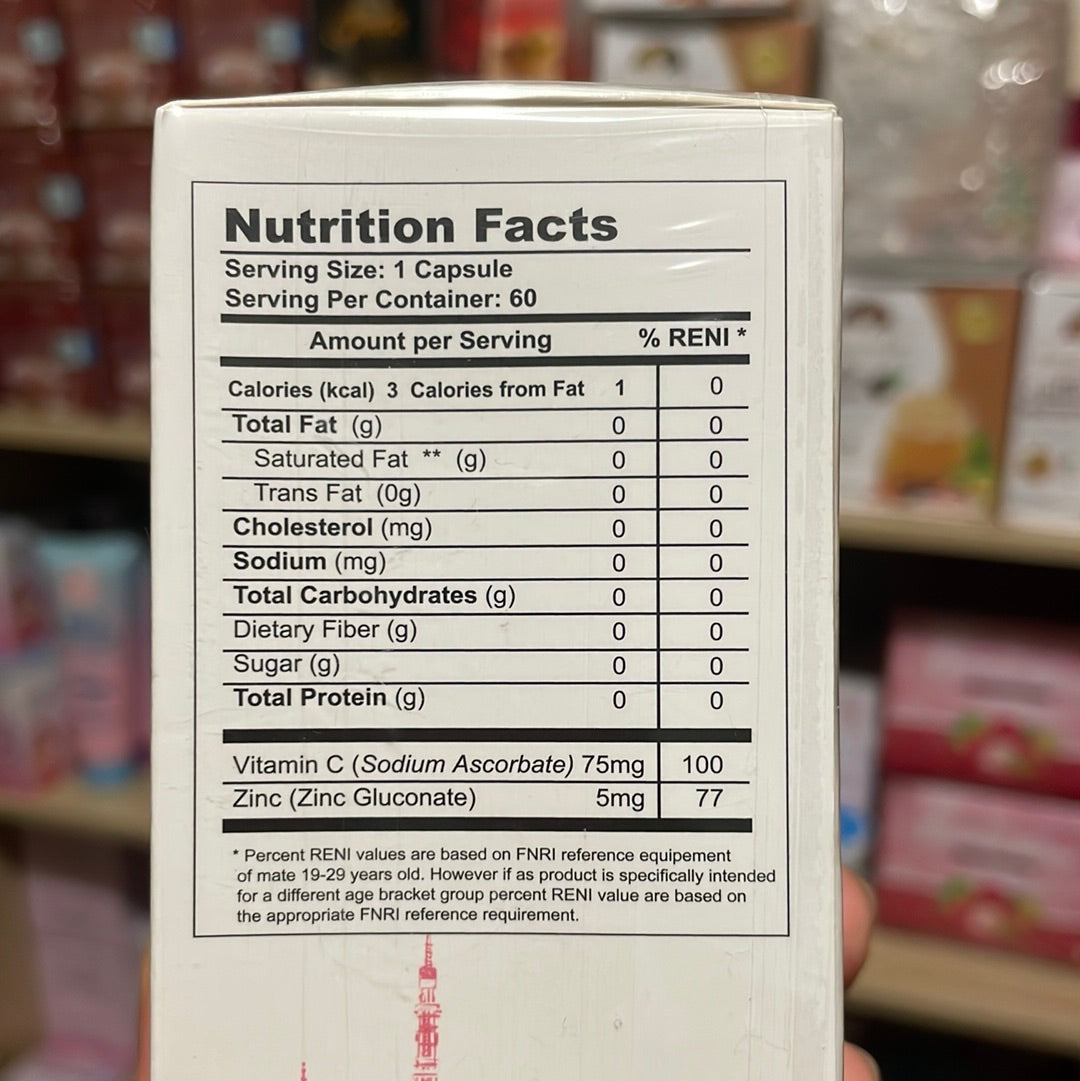 Nutrition Facts
Serving Size: 1 Capsule
Serving Per Container: 60
Amount per Serving % RENI *
Calories (kcal) 3 Calories from Fat 1 0
Total Fat (g) 0 0
Saturated Fat ** (g) 0 0
Trans Fat (0g) 0 0
Cholesterol (mg) 0 0
Sodium (mg) 0 0
Total Carbohydrates (g) 0 0
Dietary Fiber (g) 0 0
Sugar (g) 0 0
Total Protein (g) 0 0
Vitamin C (Sodium Ascorbate) 75mg 100
Zinc (Zinc Gluconate) 5mg 77
* Percent RENI values are based on FNRI reference equipement
of mate 19-29 years old. However if as product is specifically intended
for a different age bracket group percent RENI value are based on
the appropriate FNRI reference requirement.